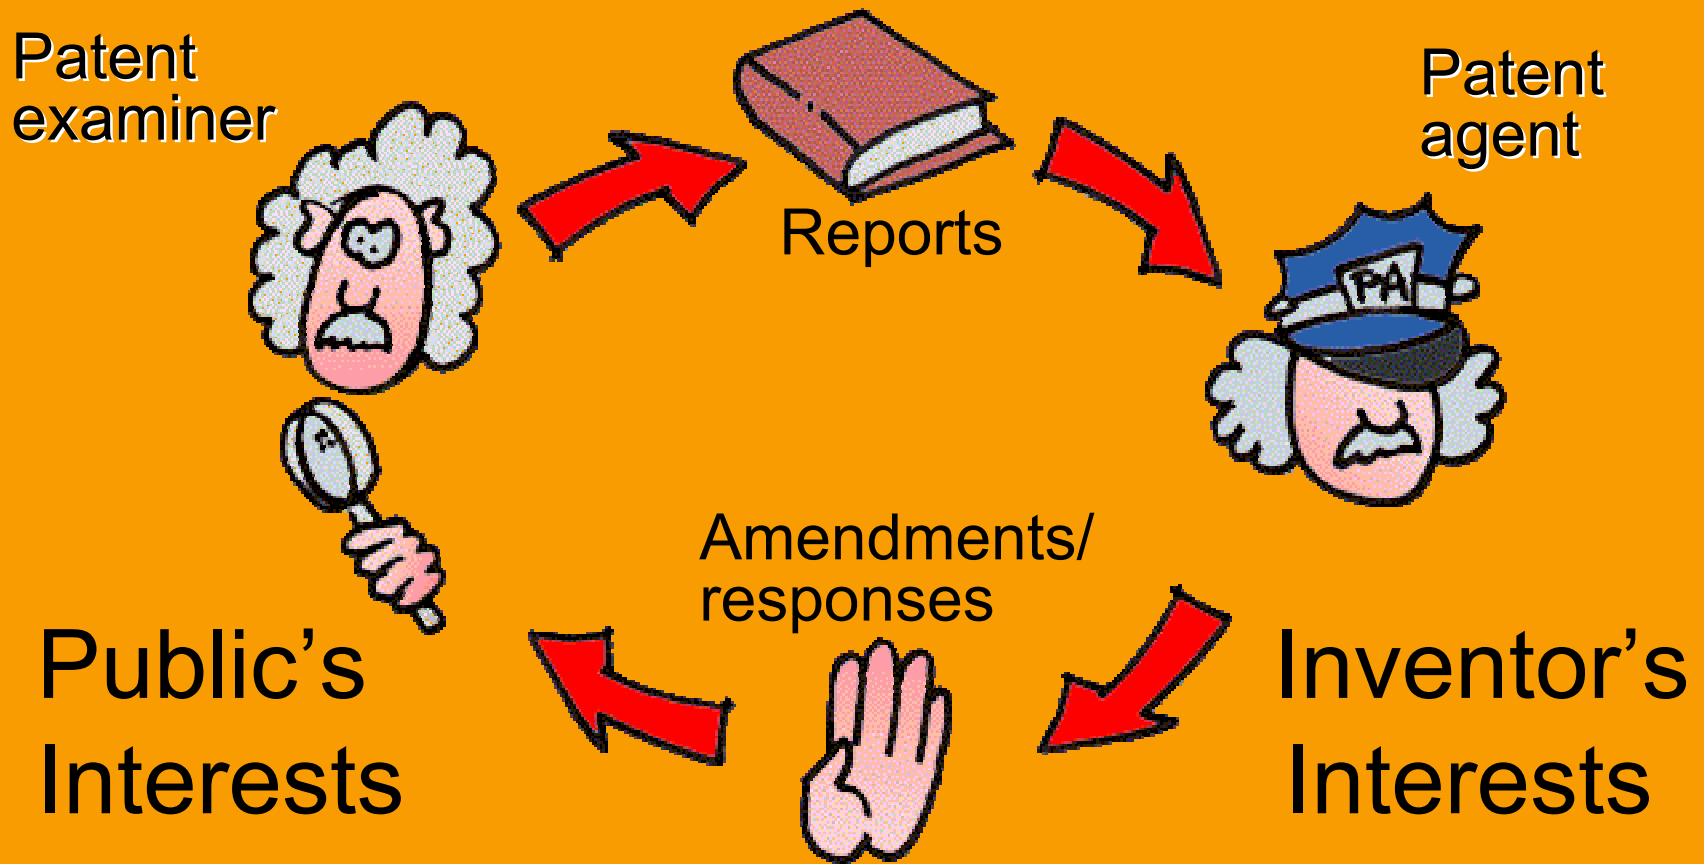 Patent
examiner
Reports
Patent
agent
PA
Amendments/
responses
Public’s
Interests
Inventor’s
Interests